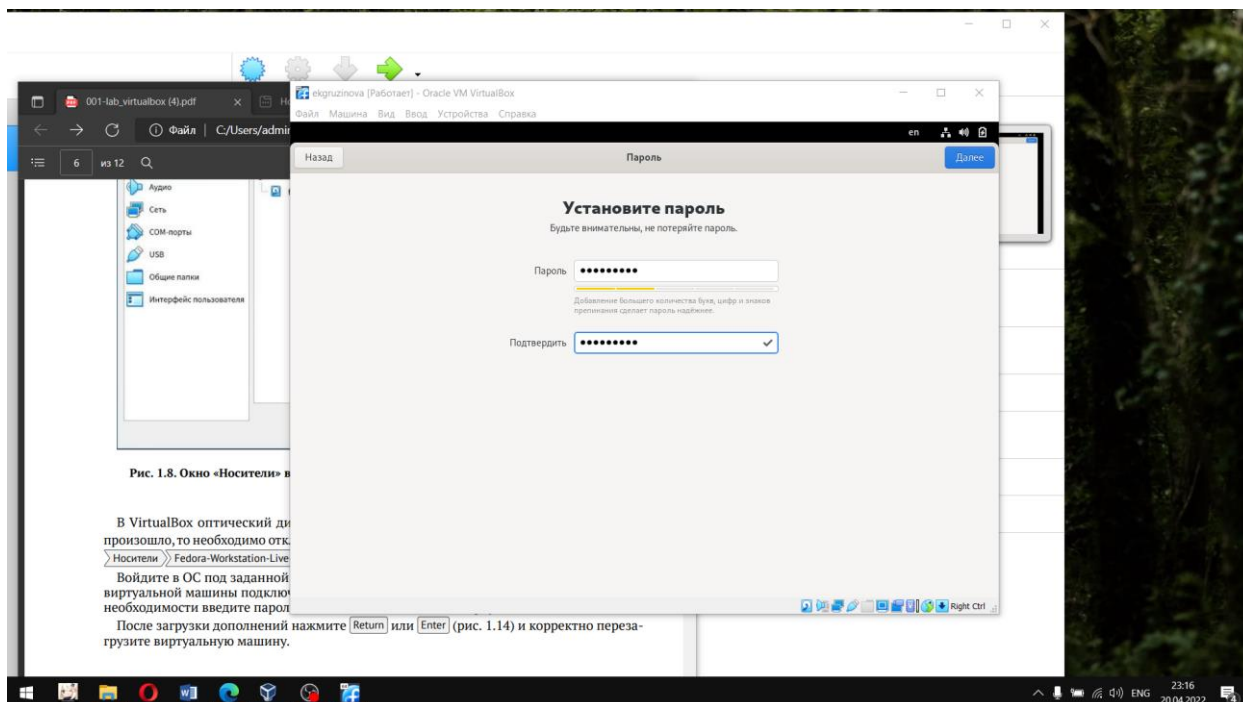 001-lab_virtualbox (4).pdf
Файл | C:/Users/admin
6 из 12
Аудио
Сеть
COM-порты
USB
Общие папки
Интерфейс пользователя
Рис. 1.8. Окно «Носители» в
В VirtualBox оптический ди
произошло, то необходимо отк
Носители Fedora-Workstation-Live
Войдите в ОС под заданной
виртуальной машины подклю
необходимости введите парол
После загрузки дополнений нажмите Return или Enter (рис. 1.14) и корректно переза-
грузите виртуальную машину.
ekgruzinova [Работает] - Oracle VM VirtualBox
Файл Машина Вид Ввод Устройства Справка
en
Назад Пароль Далее
Установите пароль
Будьте внимательны, не потеряйте пароль.
Пароль
Добавление большего количества букв, цифр и знаков
препинания сделает пароль надёжнее.
Подтвердить
Right Ctrl
ENG 23:16
20.04.2022
4